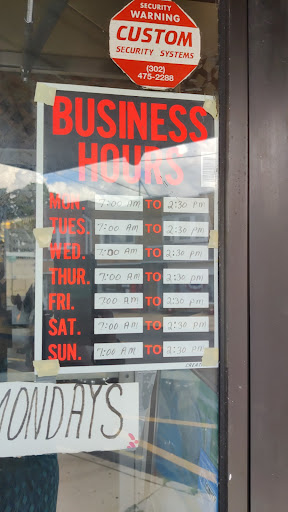 SECURITY
WARNING
CUSTOM
SECURITY SYSTEMS
(302)
475-2288
BUSINESS
HOURS
MON. 7:00 AM TO 2:30 PM
TUES. 7:00 AM TO 2:30 PM
WED. 7:00 AM TO 2:30 PM
THUR. 7:00 AM TO 2:30 PM
FRI. 7:00 AM TO 2:30 PM
SAT. 7:00 AM TO 2:30 PM
SUN. 7:00 AM TO 2:30 PM
MONDAYS